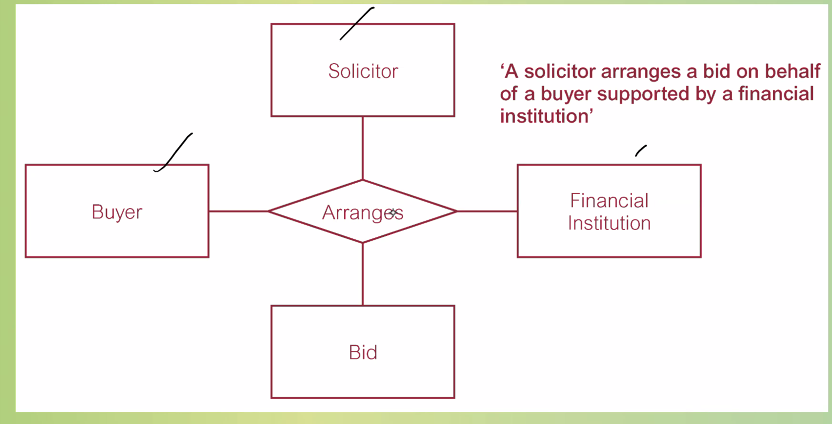 Solicitor
‘A solicitor arranges a bid on behalf
of a buyer supported by a financial
institution’
Buyer
Arranges
Financial
Institution
Bid